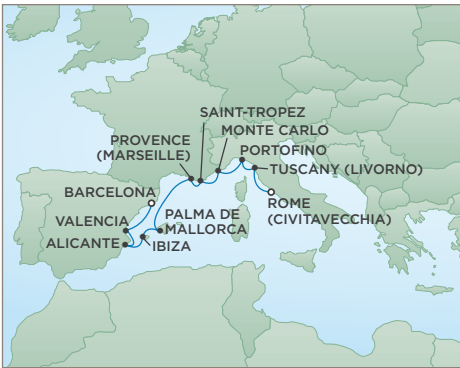 SAINT-TROPEZ
MONTE CARLO
PROVENCE
(MARSEILLE)
PORTOFINO
TUSCANY (LIVORNO)
BARCELONA
ROME
(CIVITAVECCHIA)
VALENCIA
PALMA DE
MALLORCA
ALICANTE
IBIZA